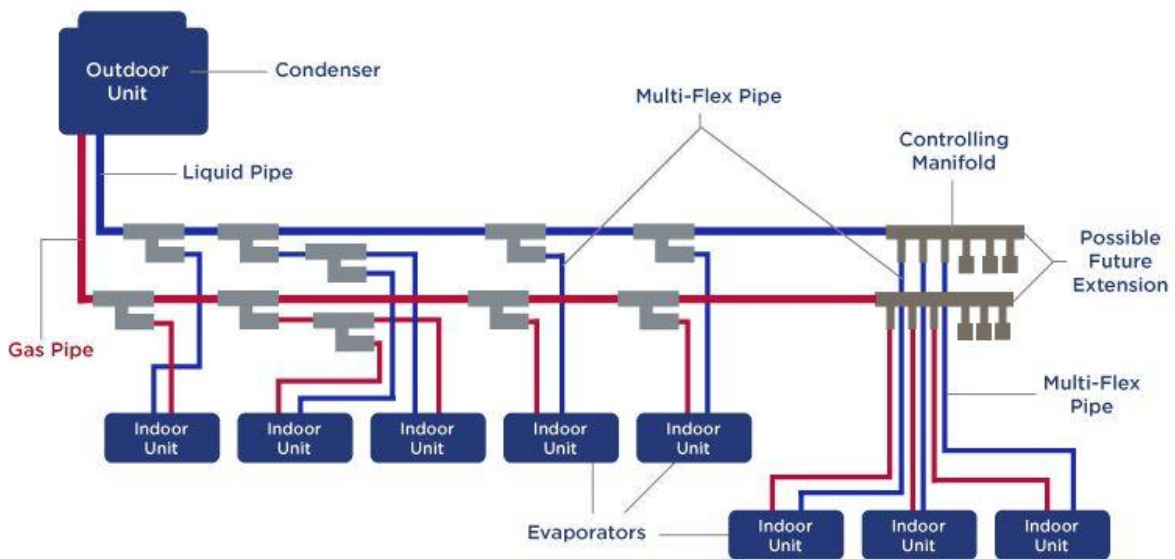 Outdoor
Unit
Condenser
Multi-Flex Pipe
Controlling
Manifold
Liquid Pipe
Possible
Future
Extension
Gas Pipe
Multi-Flex
Pipe
Indoor
Unit
Indoor
Unit
Indoor
Unit
Indoor
Unit
Indoor
Unit
Evaporators
Indoor
Unit
Indoor
Unit
Indoor
Unit